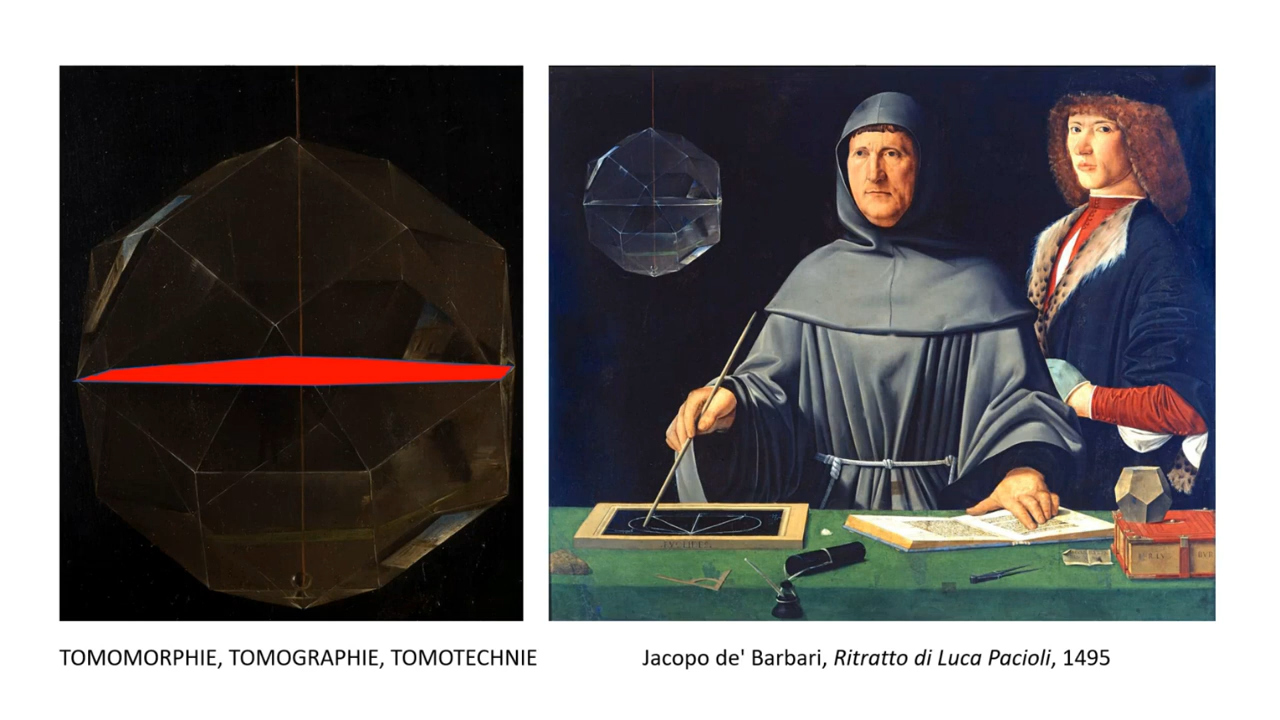 TOMOMORPHIE, TOMOGRAPHIE, TOMOTECHNIE
Jacopo de' Barbari, Ritratto di Luca Pacioli, 1495